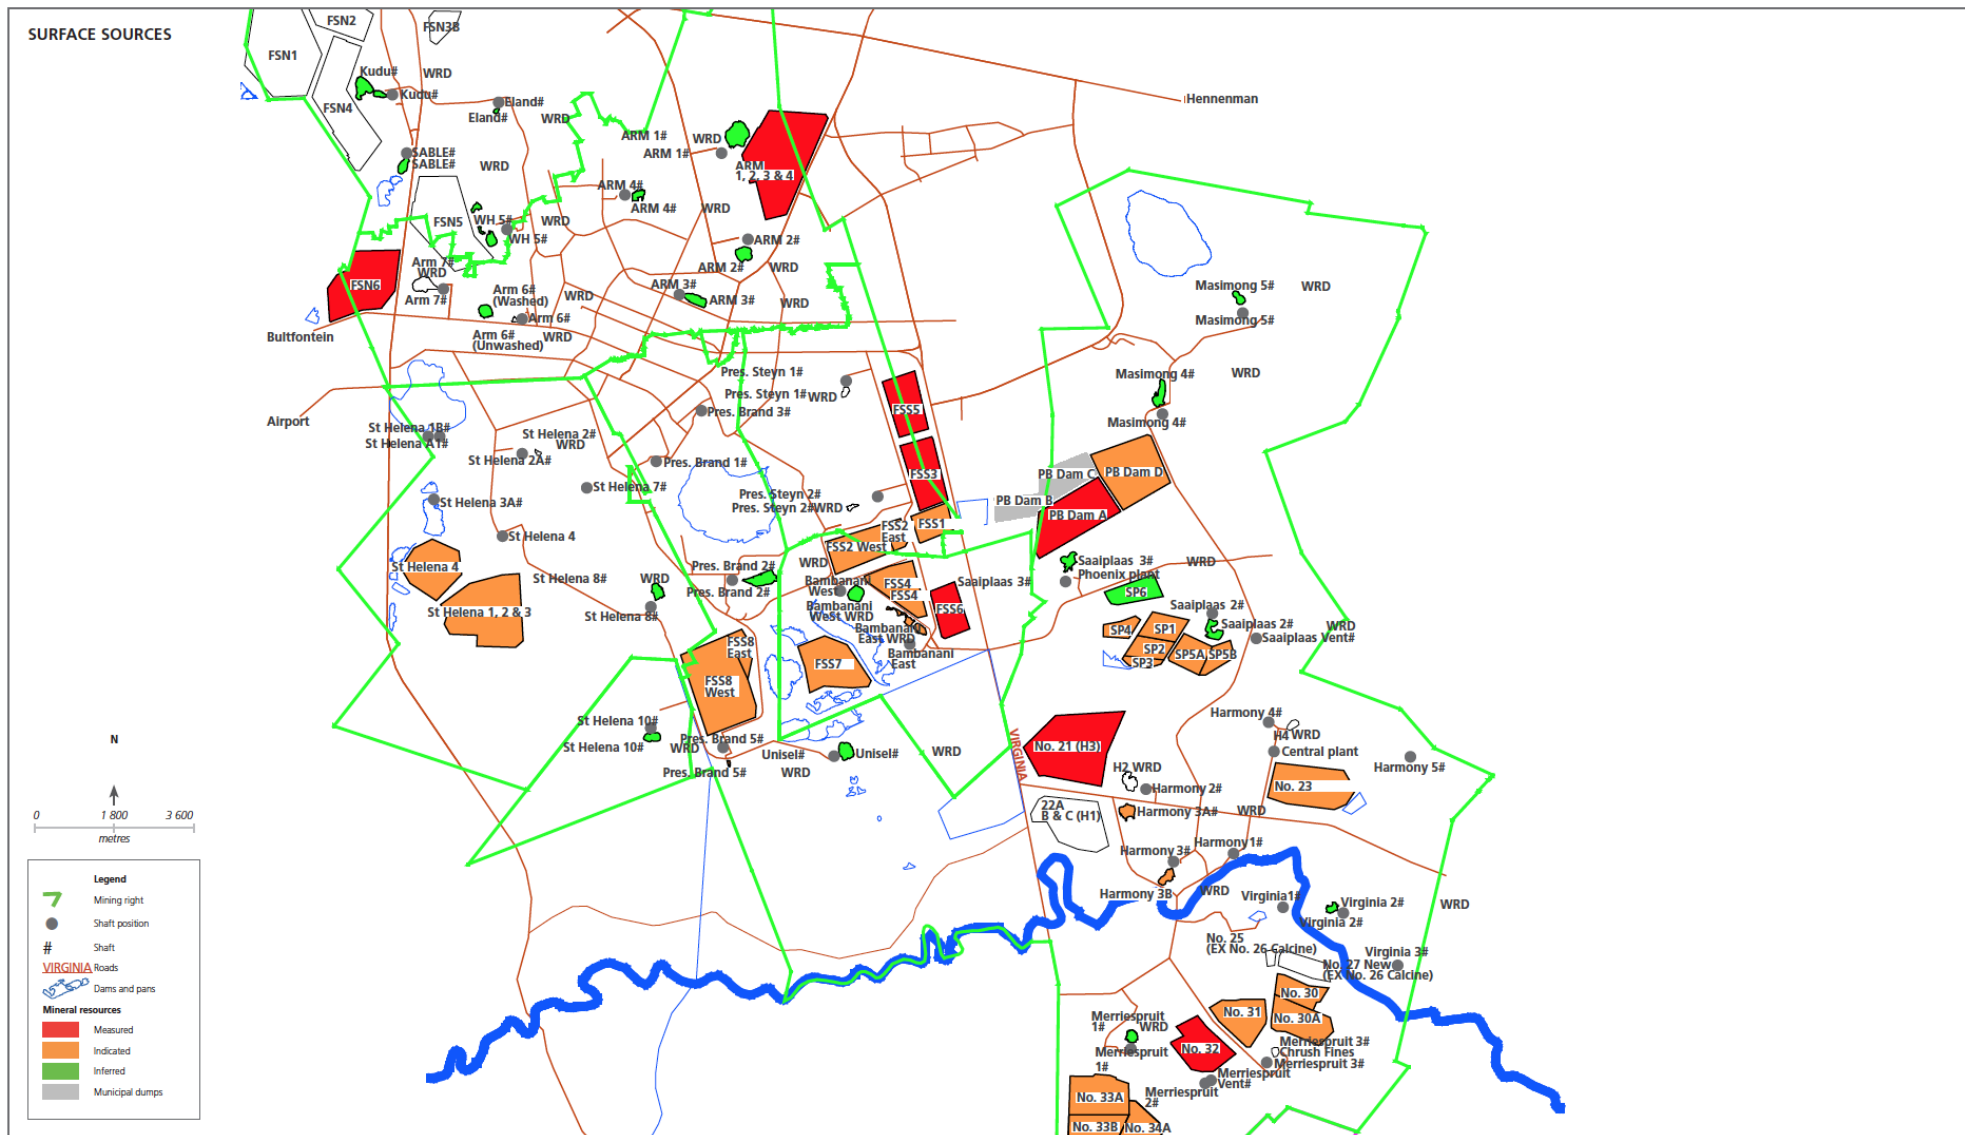 SURFACE SOURCES
FSN2
FSN3B
FSN1
Kudu#
WRD
Kudu#
FSN4
Eland#
Eland#
WRD
Hennenman
SABLE#
SABLE#
WRD
ARM 1#
WRD
ARM 1#
ARM
1, 2, 3 & 4
ARM 4#
ARM 4#
WRD
FSN5
WH 5#
WRD
WH 5#
ARM 2#
ARM 2#
WRD
Arm 7#
WRD
Arm 7#
FSN6
Arm 6#
(Washed)
WRD
ARM 3#
ARM 3#
WRD
Arm 6#
Arm 6#
(Unwashed)
WRD
Bultfontein
Masimong 5#
WRD
Masimong 5#
Pres. Steyn 1#
Pres. Steyn 1#
WRD
Masimong 4#
WRD
Masimong 4#
Airport
Pres. Brand 3#
FSS5
St Helena 1B#
St Helena A1#
St Helena 2#
WRD
St Helena 2A#
Pres. Brand 1#
FSS3
PB Dam C
PB Dam D
St Helena 7#
St Helena 3A#
Pres. Steyn 2#
Pres. Steyn 2#WRD
PB Dam B
PB Dam A
St Helena 4
FSS2
East
FSS1
FSS2 West
St Helena 4
St Helena 8#
WRD
Pres. Brand 2#
Pres. Brand 2#
WRD
Bambanani
West
FSS4
FSS4
Saaiplaas 3#
Saaiplaas 3#
Phoenix plant
WRD
SP6
St Helena 1, 2 & 3
St Helena 8#
Bambanani
West WRD
FSS6
Bambanani
East WRD
Bambanani
East
Saaiplaas 2#
Saaiplaas 2#
WRD
Saaiplaas Vent#
SP4
SP1
SP2
SP3
SP5A
SP5B
FSS8
East
FSS8
West
FSS7
St Helena 10#
St Helena 10#
WRD
Pres. Brand 5#
Pres. Brand 5#
Unisel#
Unisel#
WRD
WRD
VIRGINIA
No. 21 (H3)
Harmony 4#
H4 WRD
Central plant
Harmony 5#
H2 WRD
Harmony 2#
No. 23
22A
B & C (H1)
Harmony 3A#
WRD
Harmony 3#
Harmony 1#
Harmony 3B
WRD
Virginia1#
Virginia 2#
Virginia 2#
WRD
No. 25
(EX No. 26 Calcine)
Virginia 3#
No. 27 New
(EX No. 26 Calcine)
No. 30
No. 30A
No. 31
Merriespruit
1#
WRD
Merriespruit
1#
No. 32
Merriespruit 3#
Chrush Fines
Merriespruit 3#
Merriespruit
Vent#
Merriespruit
2#
No. 33A
No. 33B
No. 34A
N
0
1 800
3 600
metres
Legend
Mining right
Shaft position
# Shaft
VIRGINIA Roads
Dams and pans
Mineral resources
Measured
Indicated
Inferred
Municipal dumps